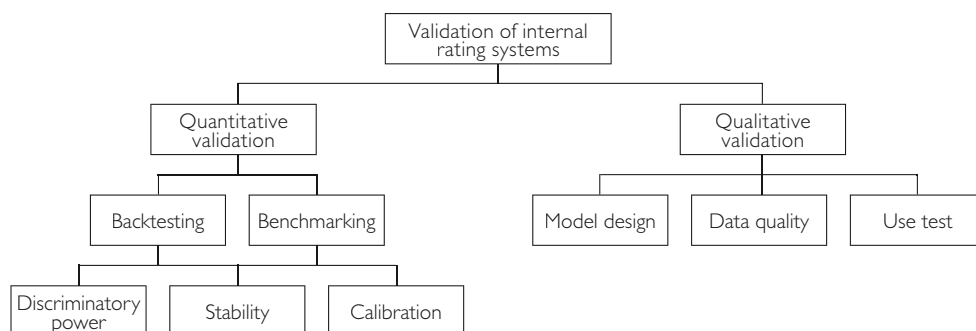 Validation of internal
rating systems
Quantitative
validation
Qualitative
validation
Backtesting
Benchmarking
Model design
Data quality
Use test
Discriminatory
power
Stability
Calibration